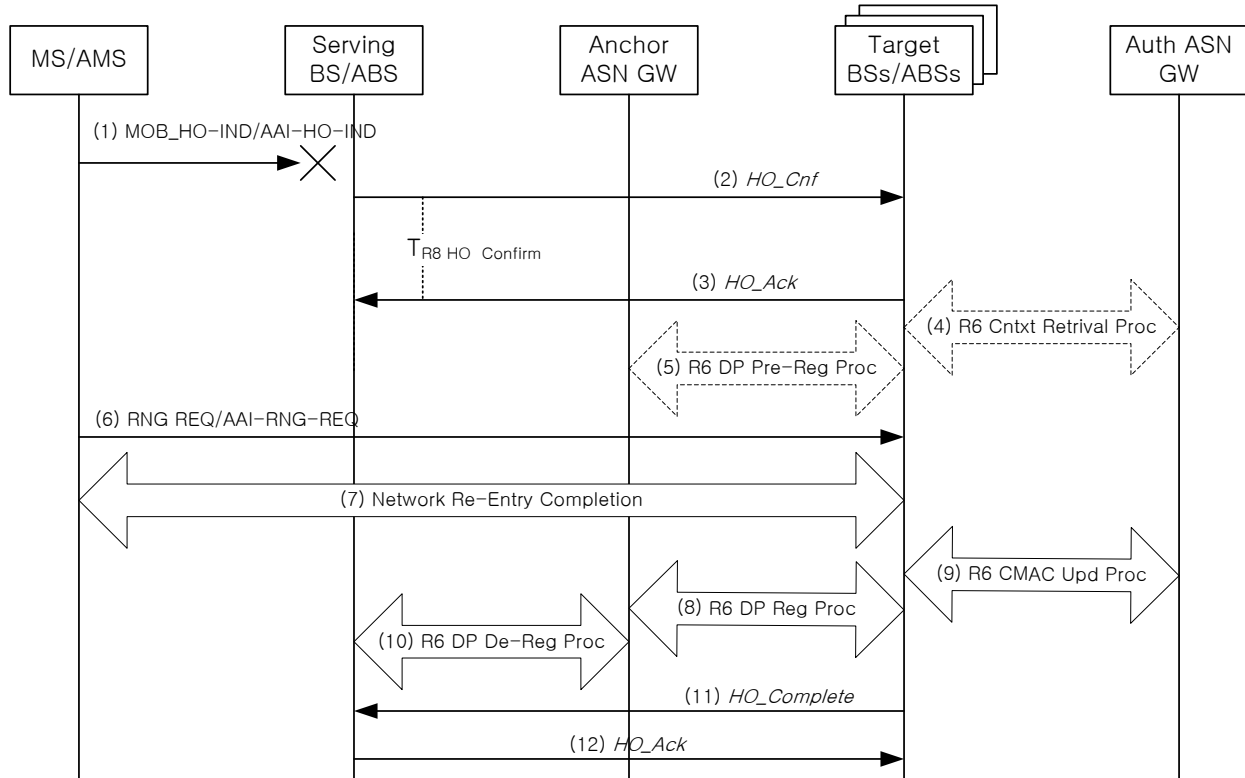 MS/AMS
Serving
BS/ABS
Anchor
ASN GW
Target
BSs/ABSs
Auth ASN
GW
(1) MOB_HO-IND/AAI-HO-IND
(2) HO_Cnf
TR8 HO Confirm
(3) HO_Ack
(4) R6 Cntxt Retrival Proc
(5) R6 DP Pre-Reg Proc
(6) RNG REQ/AAI-RNG-REQ
(7) Network Re-Entry Completion
(9) R6 CMAC Upd Proc
(8) R6 DP Reg Proc
(10) R6 DP De-Reg Proc
(11) HO_Complete
(12) HO_Ack